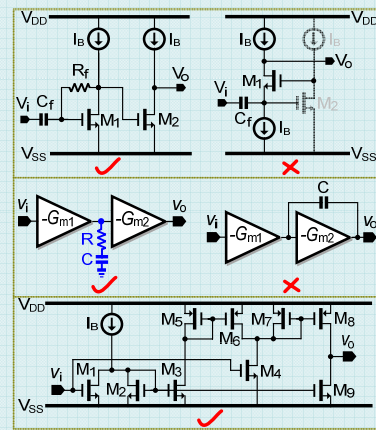 VDD
IB
IB
VDD
IB
IB
Rf
Vo
Vo
Vi
Cf
M1
M2
M1
Vi
Cf
M2
IB
VSS
VSS
vi
-Gm1
-Gm2
vo
R
C
C
vi
-Gm1
-Gm2
vo
VDD
IB
M5
M6
M7
M8
vi
M1
M2
M3
M4
vo
M9
VSS